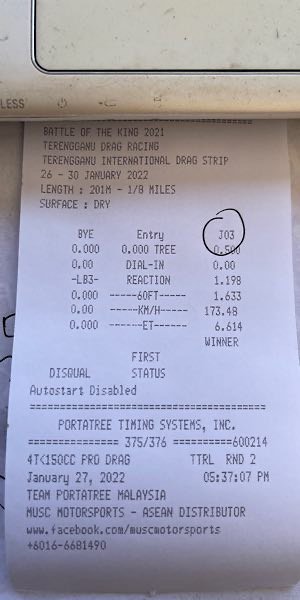 LESS
BATTLE OF THE KING 2021
TERENGGANU DRAG RACING
TERENGGANU INTERNATIONAL DRAG STRIP
26 - 30 JANUARY 2022
LENGTH : 201M - 1/8 MILES
SURFACE : DRY
BYE Entry J03
0.000 0.000 TREE 0.500
0.00 DIAL-IN 0.00
-LB3- REACTION 1.198
0.000 -----60FT----- 1.633
0.00 -----KM/H----- 173.48
0.000 ------ET------ 6.614
WINNER
FIRST
DISQUAL STATUS
Autostart Disabled
========================================
PORTATREE TIMING SYSTEMS, INC.
=============== 375/376 ==========600214
4T<150CC PRO DRAG TTRL RND 2
January 27, 2022 05:37:07 PM
TEAM PORTATREE MALAYSIA
MUSC MOTORSPORTS - ASEAN DISTRIBUTOR
www.facebook.com/muscmotorsports
+6016-6681490